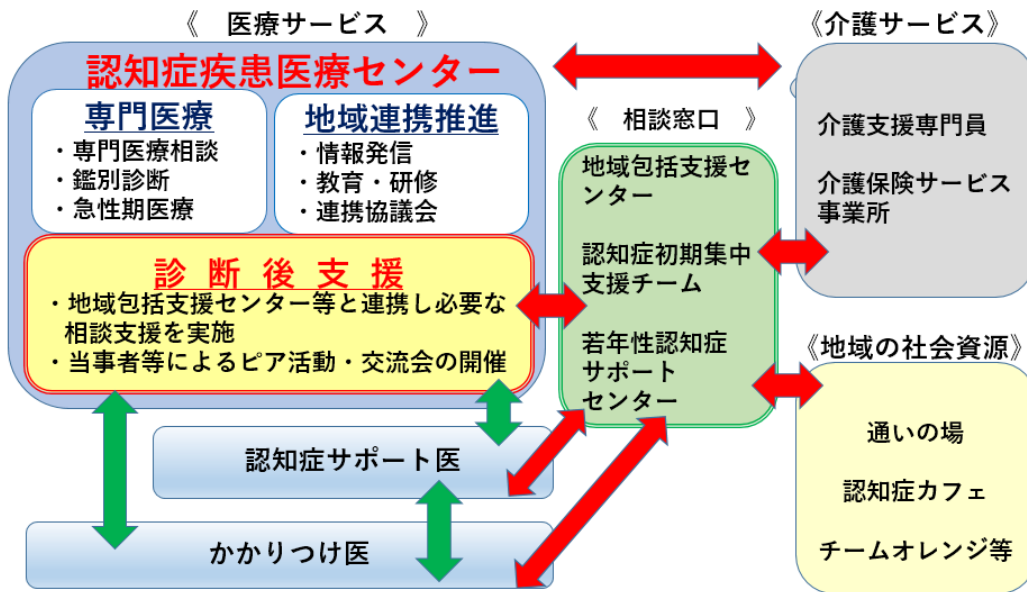 《 医療サービス 》
認知症疾患医療センター
専門医療
・専門医療相談
・鑑別診断
・急性期医療
地域連携推進
・情報発信
・教育・研修
・連携協議会
診断後支援
・地域包括支援センター等と連携し必要な
相談支援を実施
・当事者等によるピア活動・交流会の開催
認知症サポート医
かかりつけ医
《 相談窓口 》
地域包括支援セ
ンター
認知症初期集中
支援チーム
若年性認知症
サポート
センター
《介護サービス》
介護支援専門員
介護保険サービス
事業所
《地域の社会資源》
通いの場
認知症カフェ
チームオレンジ等